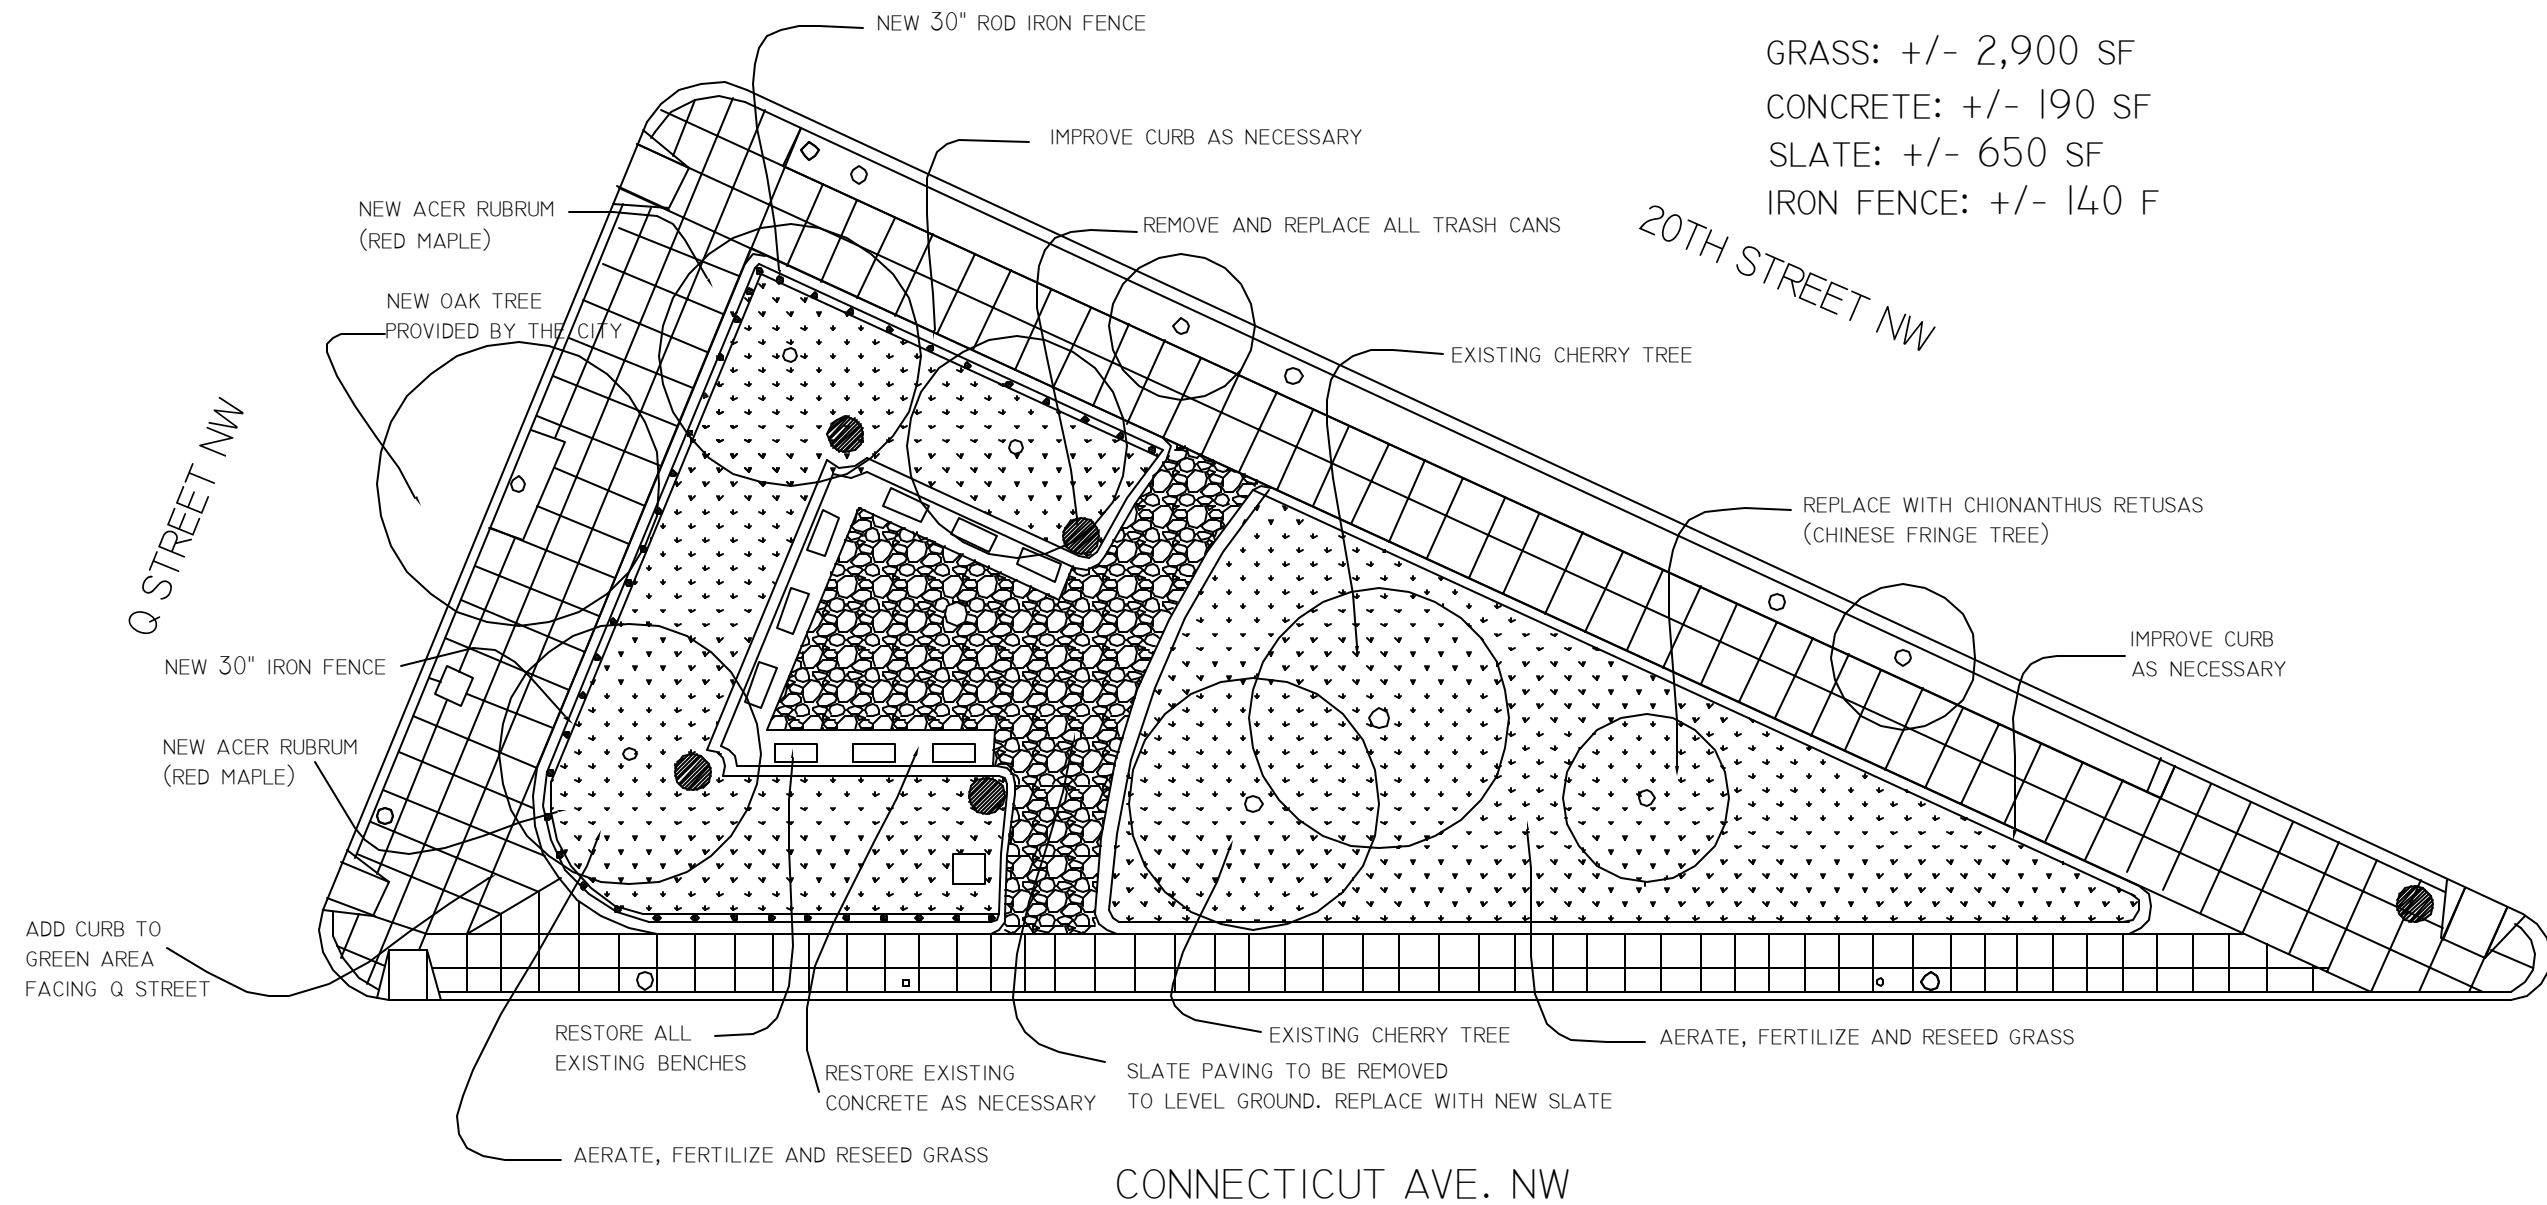 NEW 30" ROD IRON FENCE
GRASS: +/- 2,900 SF
CONCRETE: +/- 190 SF
SLATE: +/- 650 SF
IRON FENCE: +/- 140 F
IMPROVE CURB AS NECESSARY
NEW ACER RUBRUM
(RED MAPLE)
REMOVE AND REPLACE ALL TRASH CANS
20TH STREET NW
NEW OAK TREE
PROVIDED BY THE CITY
EXISTING CHERRY TREE
Q STREET NW
REPLACE WITH CHIONANTHUS RETUSAS
(CHINESE FRINGE TREE)
IMPROVE CURB
AS NECESSARY
NEW 30" IRON FENCE
NEW ACER RUBRUM
(RED MAPLE)
ADD CURB TO
GREEN AREA
FACING Q STREET
RESTORE ALL
EXISTING BENCHES
EXISTING CHERRY TREE
AERATE, FERTILIZE AND RESEED GRASS
RESTORE EXISTING
CONCRETE AS NECESSARY
SLATE PAVING TO BE REMOVED
TO LEVEL GROUND. REPLACE WITH NEW SLATE
AERATE, FERTILIZE AND RESEED GRASS
CONNECTICUT AVE. NW